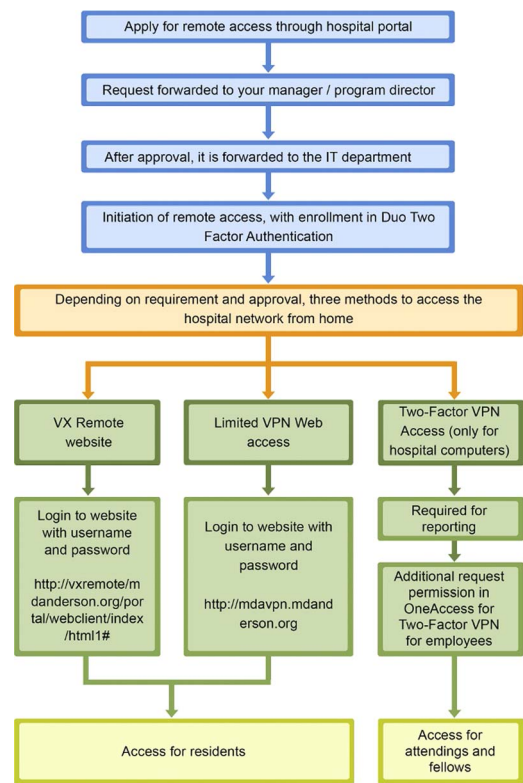 Apply for remote access through hospital portal
Request forwarded to your manager / program director
After approval, it is forwarded to the IT department
Initiation of remote access, with enrollment in Duo Two
Factor Authentication
Depending on requirement and approval, three methods to access the
hospital network from home
VX Remote
website
Limited VPN Web
access
Two-Factor VPN
Access (only for
hospital computers)
Login to website
with username
and password
http://vxremote/m
danderson.org/por
tal/webclient/index
/html1#
Login to website with
username and
password
http://mdavpn.mdand
erson.org
Required for
reporting
Additional request
permission in
OneAccess for
Two-Factor VPN
for employees
Access for residents
Access for
attendings and
fellows